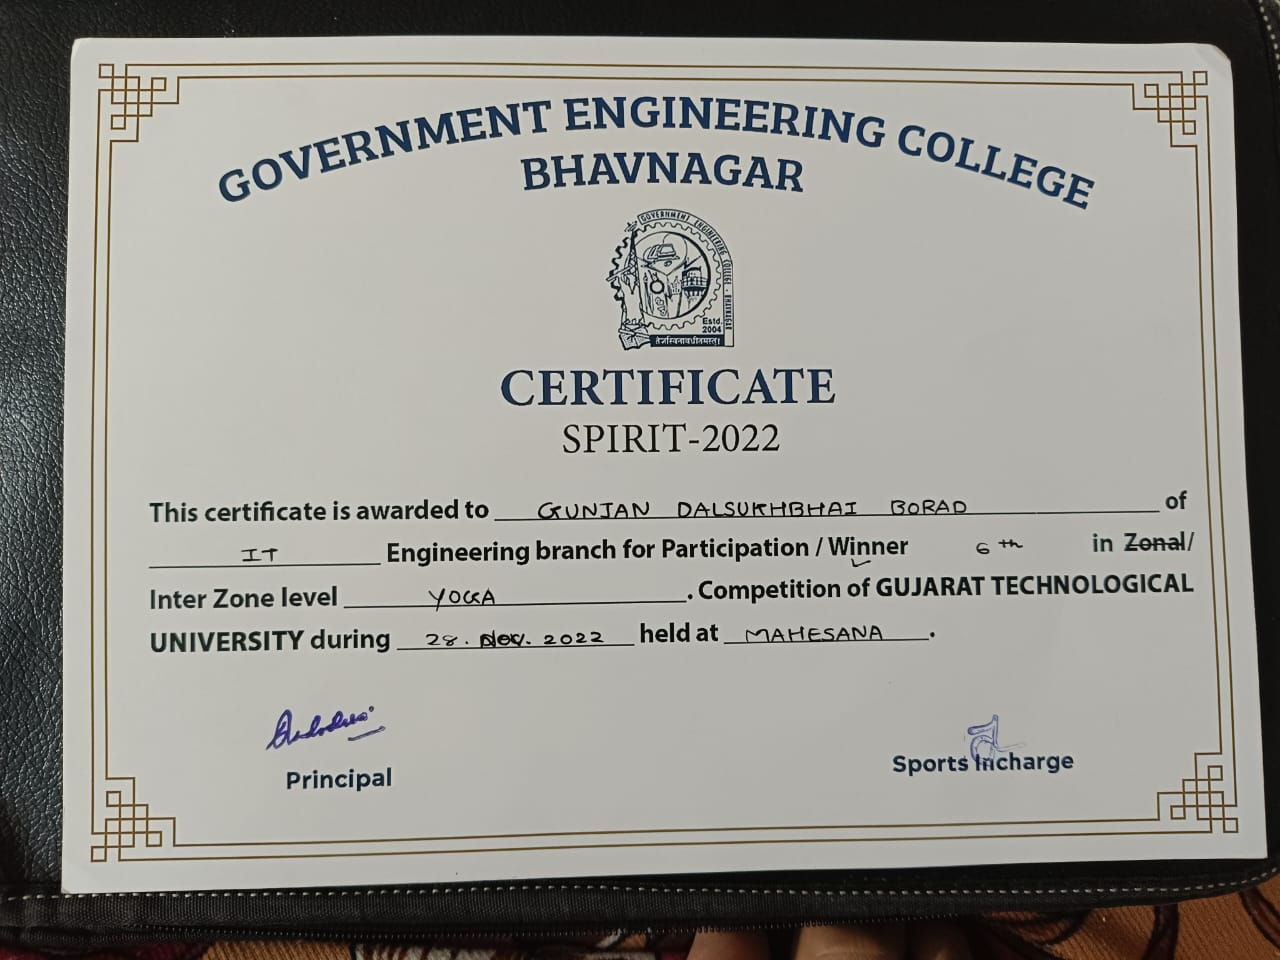 GOVERNMENT ENGINEERING COLLEGE
BHAVNAGAR
GOVERNMENT ENGINEERING COLLEGE - BHAVNAGAR
Estd.
2004
तेजस्विनावधीतमस्तु।
CERTIFICATE
SPIRIT-2022
This certificate is awarded to GUNJAN DALSUKHBHAI BORAD of
IT Engineering branch for Participation / Winner 6th in Zonal/
Inter Zone level YOGA. Competition of GUJARAT TECHNOLOGICAL
UNIVERSITY during 28. Nov. 2022 held at MAHESANA.
Principal
Sports Incharge